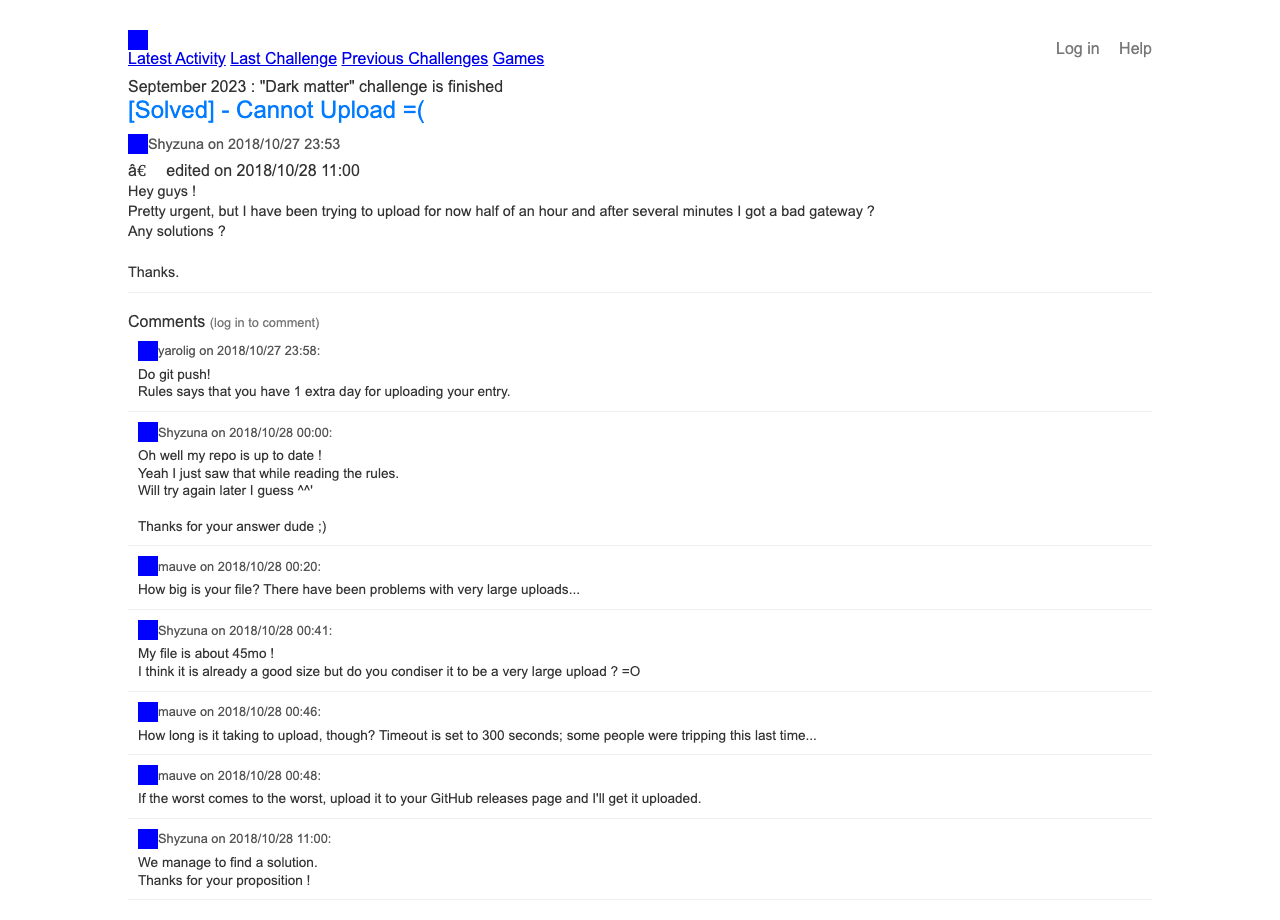 Latest Activity Last Challenge Previous Challenges Games
Log in Help
September 2023 : "Dark matter" challenge is finished
[Solved] - Cannot Upload =(
Shyzuna on 2018/10/27 23:53
â€ edited on 2018/10/28 11:00
Hey guys !
Pretty urgent, but I have been trying to upload for now half of an hour and after several minutes I got a bad gateway ?
Any solutions ?
Thanks.
Comments (log in to comment)
yarolig on 2018/10/27 23:58:
Do git push!
Rules says that you have 1 extra day for uploading your entry.
Shyzuna on 2018/10/28 00:00:
Oh well my repo is up to date !
Yeah I just saw that while reading the rules.
Will try again later I guess ^^'
Thanks for your answer dude ;)
mauve on 2018/10/28 00:20:
How big is your file? There have been problems with very large uploads...
Shyzuna on 2018/10/28 00:41:
My file is about 45mo !
I think it is already a good size but do you condiser it to be a very large upload ? =O
mauve on 2018/10/28 00:46:
How long is it taking to upload, though? Timeout is set to 300 seconds; some people were tripping this last time...
mauve on 2018/10/28 00:48:
If the worst comes to the worst, upload it to your GitHub releases page and I'll get it uploaded.
Shyzuna on 2018/10/28 11:00:
We manage to find a solution.
Thanks for your proposition !